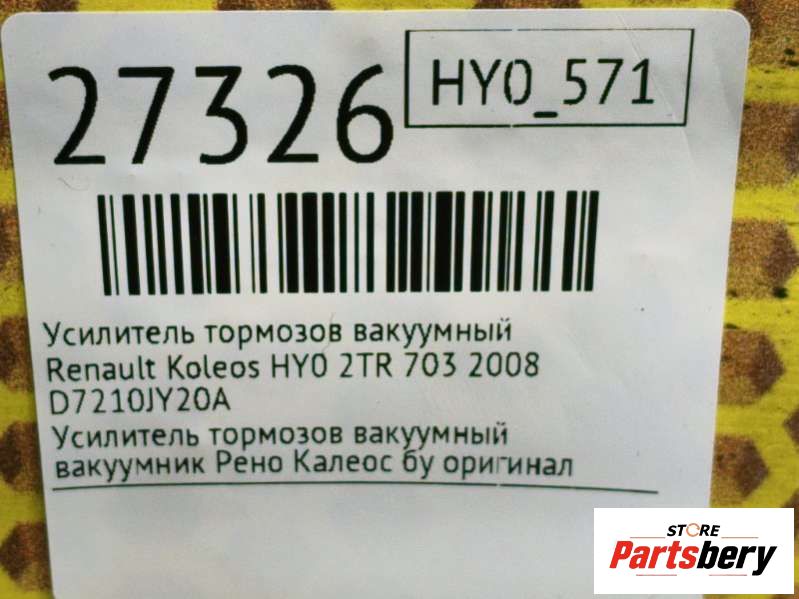 27326
HY0_571
Усилитель тормозов вакуумный
Renault Koleos HY0 2TR 703 2008
D7210JY20A
Усилитель тормозов вакуумный
вакуумник Рено Калеос бу оригинал
STORE
Partsbery